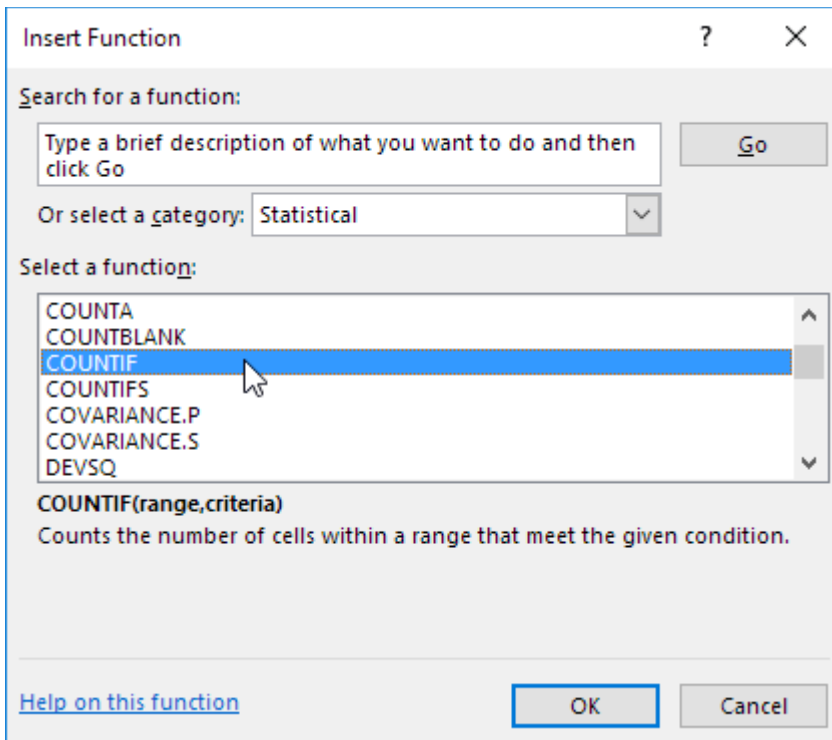 Insert Function
?
Search for a function:
Type a brief description of what you want to do and then
click Go
Go
Or select a category: Statistical
Select a function:
COUNTA
COUNTBLANK
COUNTIF
COUNTIFS
COVARIANCE.P
COVARIANCE.S
DEVSQ
COUNTIF(range,criteria)
Counts the number of cells within a range that meet the given condition.
Help on this function
OK
Cancel